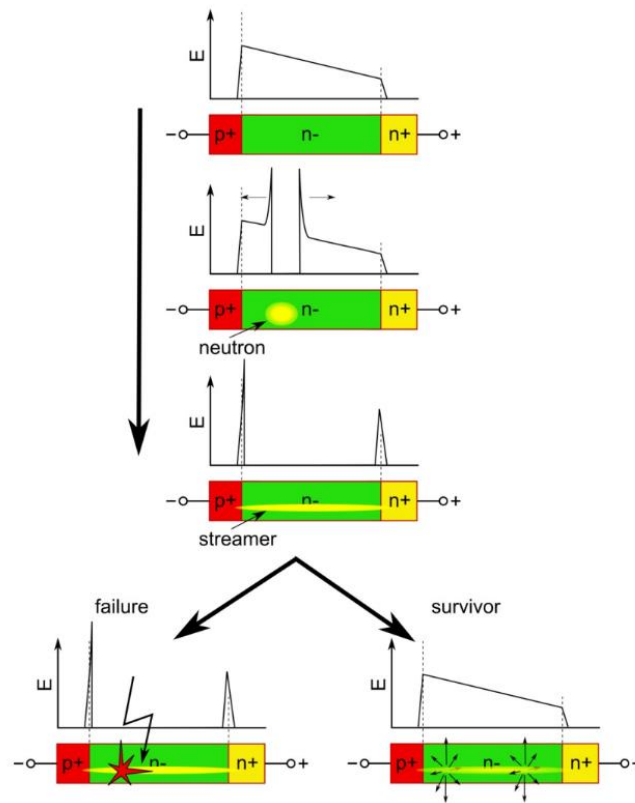 E
− p+ n- n+ +
E
− p+ n- n+ +
neutron
E
− p+ n- n+ +
streamer
failure
survivor
E
E
− p+ n- n+ +
− p+ n- n+ +